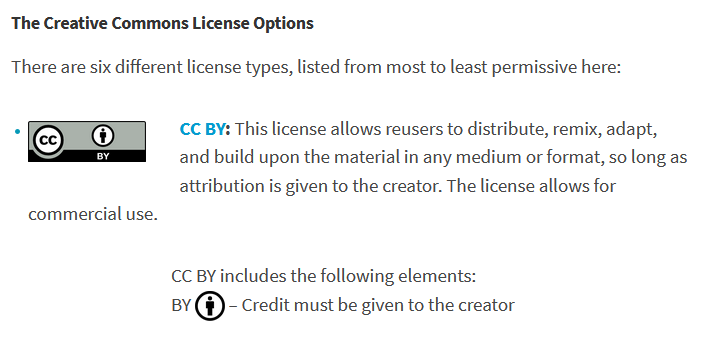 The Creative Commons License Options
There are six different license types, listed from most to least permissive here:
CC BY
CC BY: This license allows reusers to distribute, remix, adapt,
and build upon the material in any medium or format, so long as
attribution is given to the creator. The license allows for
commercial use.
CC BY includes the following elements:
BY – Credit must be given to the creator